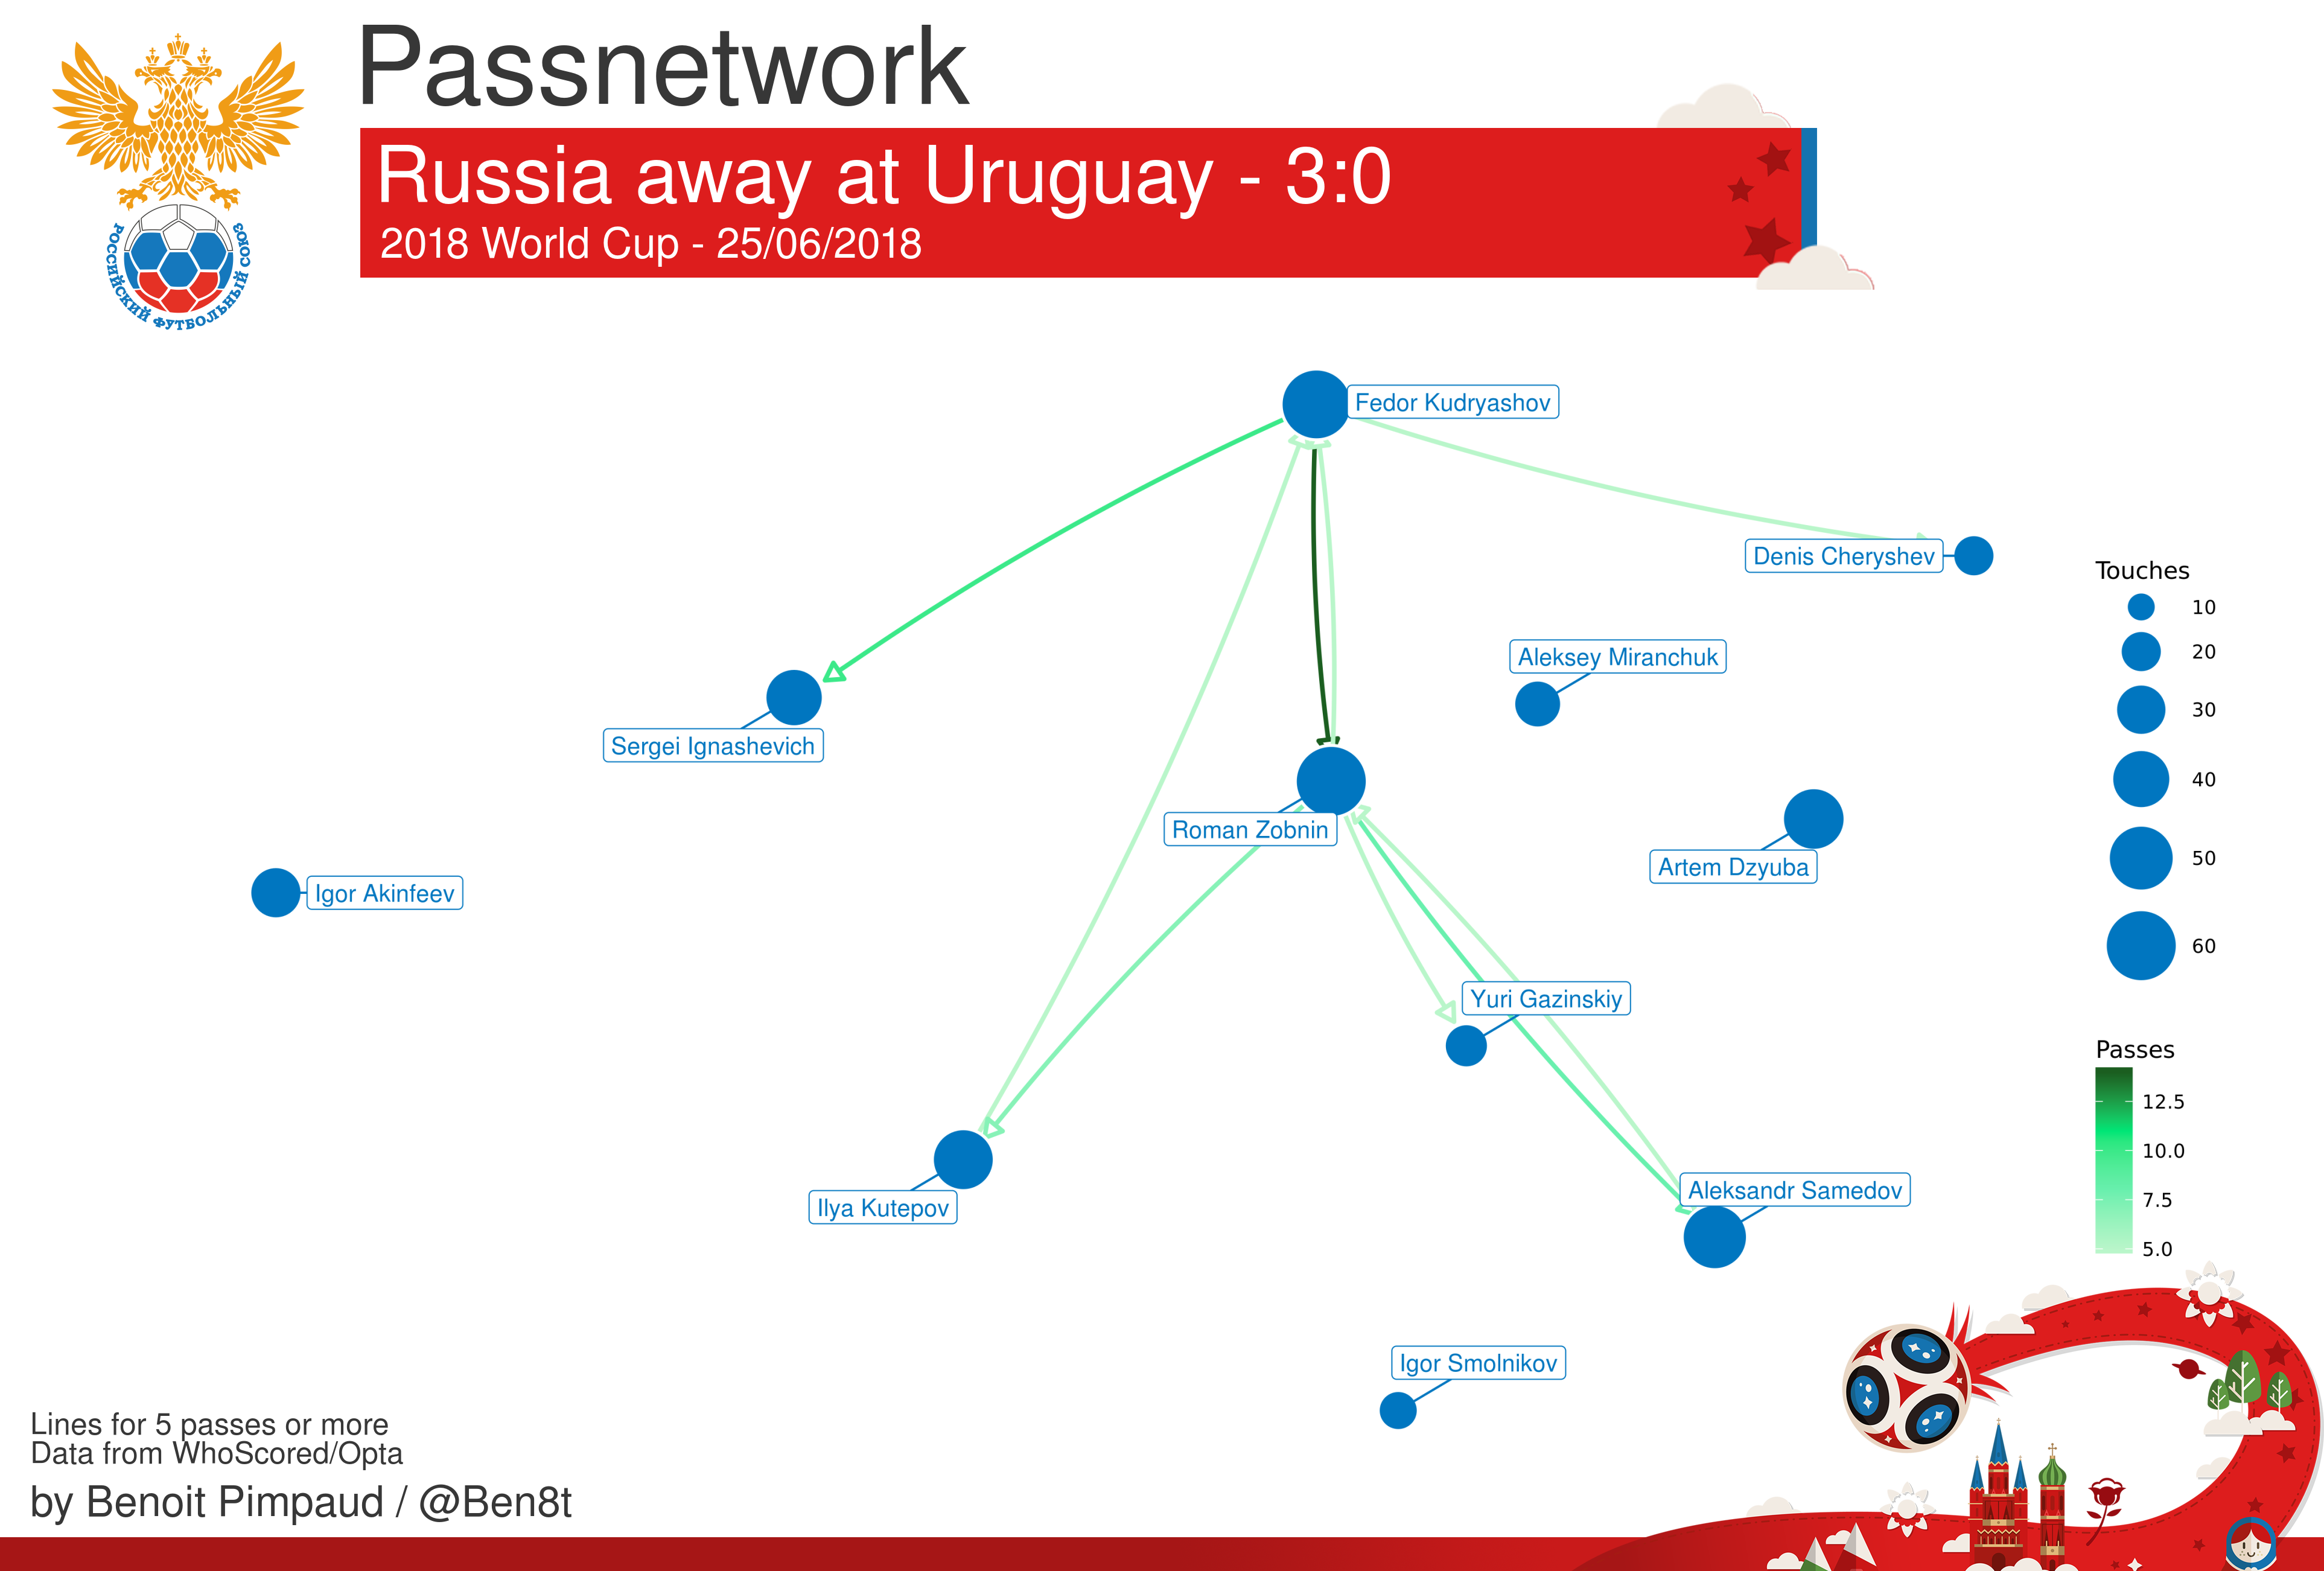 Passnetwork
Russia away at Uruguay - 3:0
2018 World Cup - 25/06/2018
РОССИЙСКИЙ ФУТБОЛЬНЫЙ СОЮЗ
Fedor Kudryashov
Denis Cheryshev
Aleksey Miranchuk
Sergei Ignashevich
Roman Zobnin
Artem Dzyuba
Igor Akinfeev
Yuri Gazinskiy
Aleksandr Samedov
Ilya Kutepov
Igor Smolnikov
Touches
10
20
30
40
50
60
Passes
12.5
10.0
7.5
5.0
Lines for 5 passes or more
Data from WhoScored/Opta
by Benoit Pimpaud / @Ben8t